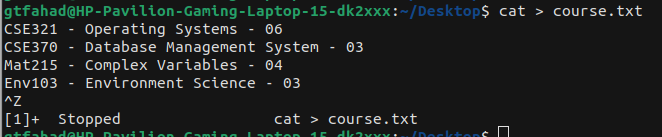 gtfahad@HP-Pavilion-Gaming-Laptop-15-dk2xxx:~/Desktop$ cat > course.txt
CSE321 - Operating Systems - 06
CSE370 - Database Management System - 03
Mat215 - Complex Variables - 04
Env103 - Environment Science - 03
^Z
[1]+  Stopped                 cat > course.txt
gtfahad@HP-Pavilion-Gaming-Laptop-15-dk2xxx:~/Desktop$